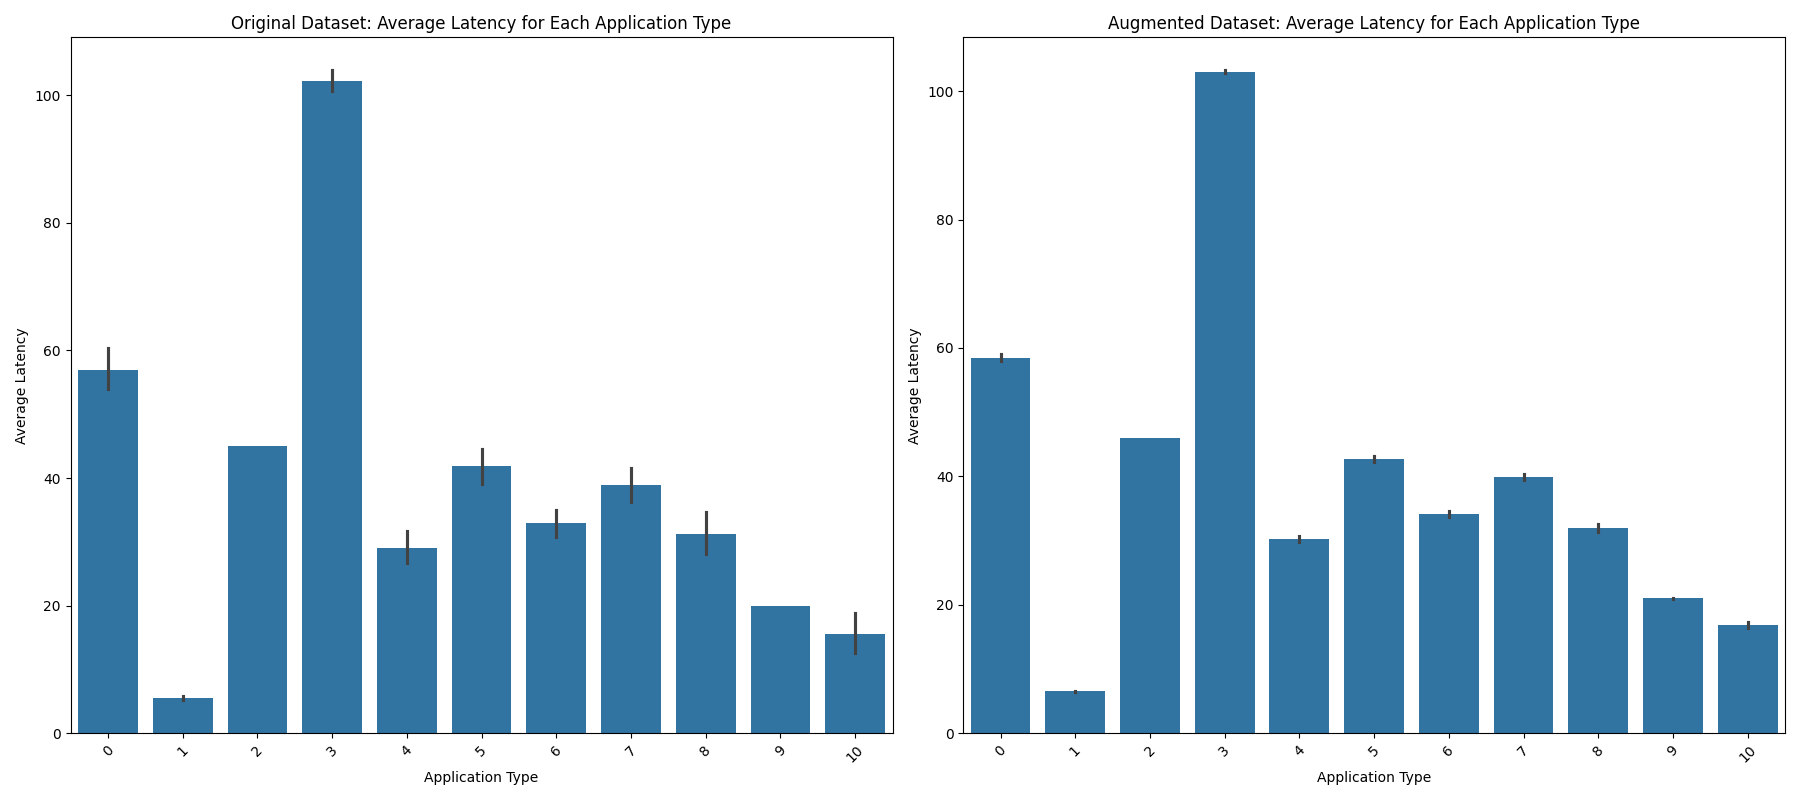 Original Dataset: Average Latency for Each Application Type
Average Latency
100
80
60
40
20
0
0 1 2 3 4 5 6 7 8 9 10
Application Type
Augmented Dataset: Average Latency for Each Application Type
Average Latency
100
80
60
40
20
0
0 1 2 3 4 5 6 7 8 9 10
Application Type